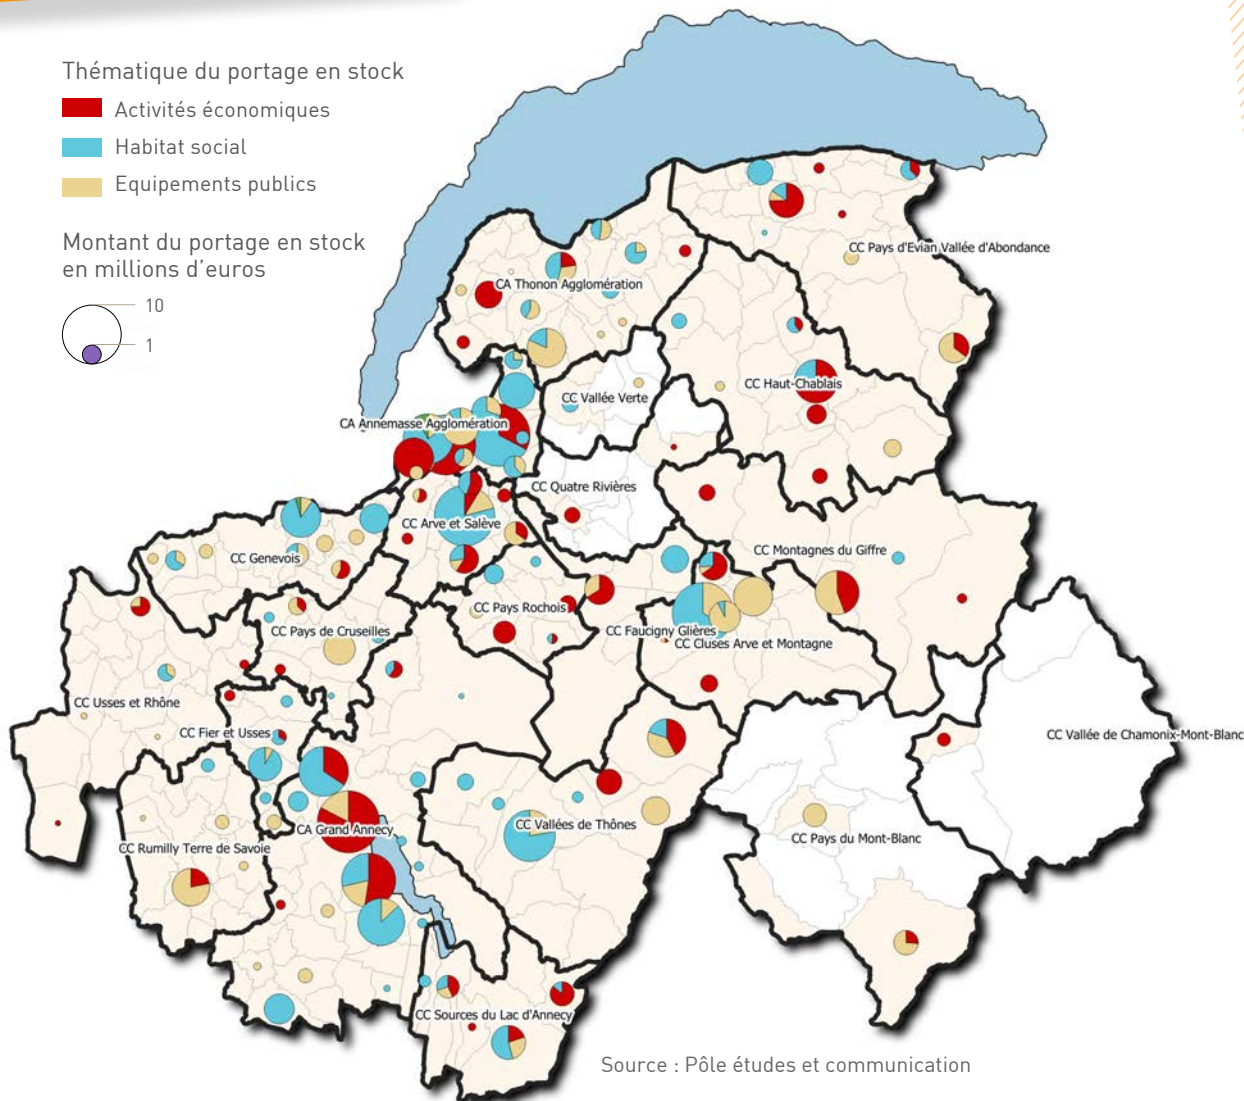 Thématique du portage en stock
Activités économiques
Habitat social
Equipements publics
Montant du portage en stock
en millions d'euros
10
1
CC Pays d'Evian Vallée d'Abondance
CA Thonon Agglomération
CC Haut-Chablais
CC Vallée Verte
CA Annemasse Agglomération
CC Quatre Rivières
CC Arve et Salève
CC Genevois
CC Montagnes du Giffre
CC Pays Rochois
CC Faucigny Glières
CC Pays de Cruseilles
CC Cluses Arve et Montagne
CC Usses et Rhône
CC Fier et Usses
CC Vallée de Chamonix-Mont-Blanc
CC Vallées de Thônes
CA Grand Annecy
CC Pays du Mont-Blanc
CC Rumilly Terre de Savoie
CC Sources du Lac d'Annecy
Source : Pôle études et communication